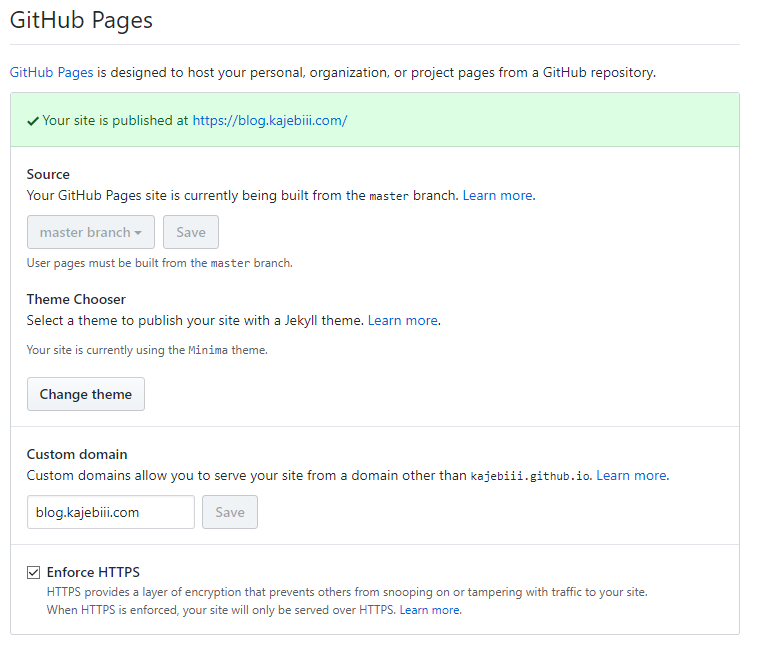 GitHub Pages
GitHub Pages is designed to host your personal, organization, or project pages from a GitHub repository.
Your site is published at https://blog.kajebiii.com/
Source
Your GitHub Pages site is currently being built from the master branch. Learn more.
master branch Save
User pages must be built from the master branch.
Theme Chooser
Select a theme to publish your site with a Jekyll theme. Learn more.
Your site is currently using the Minima theme.
Change theme
Custom domain
Custom domains allow you to serve your site from a domain other than kajebiii.github.io. Learn more.
blog.kajebiii.com Save
Enforce HTTPS
HTTPS provides a layer of encryption that prevents others from snooping on or tampering with traffic to your site.
When HTTPS is enforced, your site will only be served over HTTPS. Learn more.